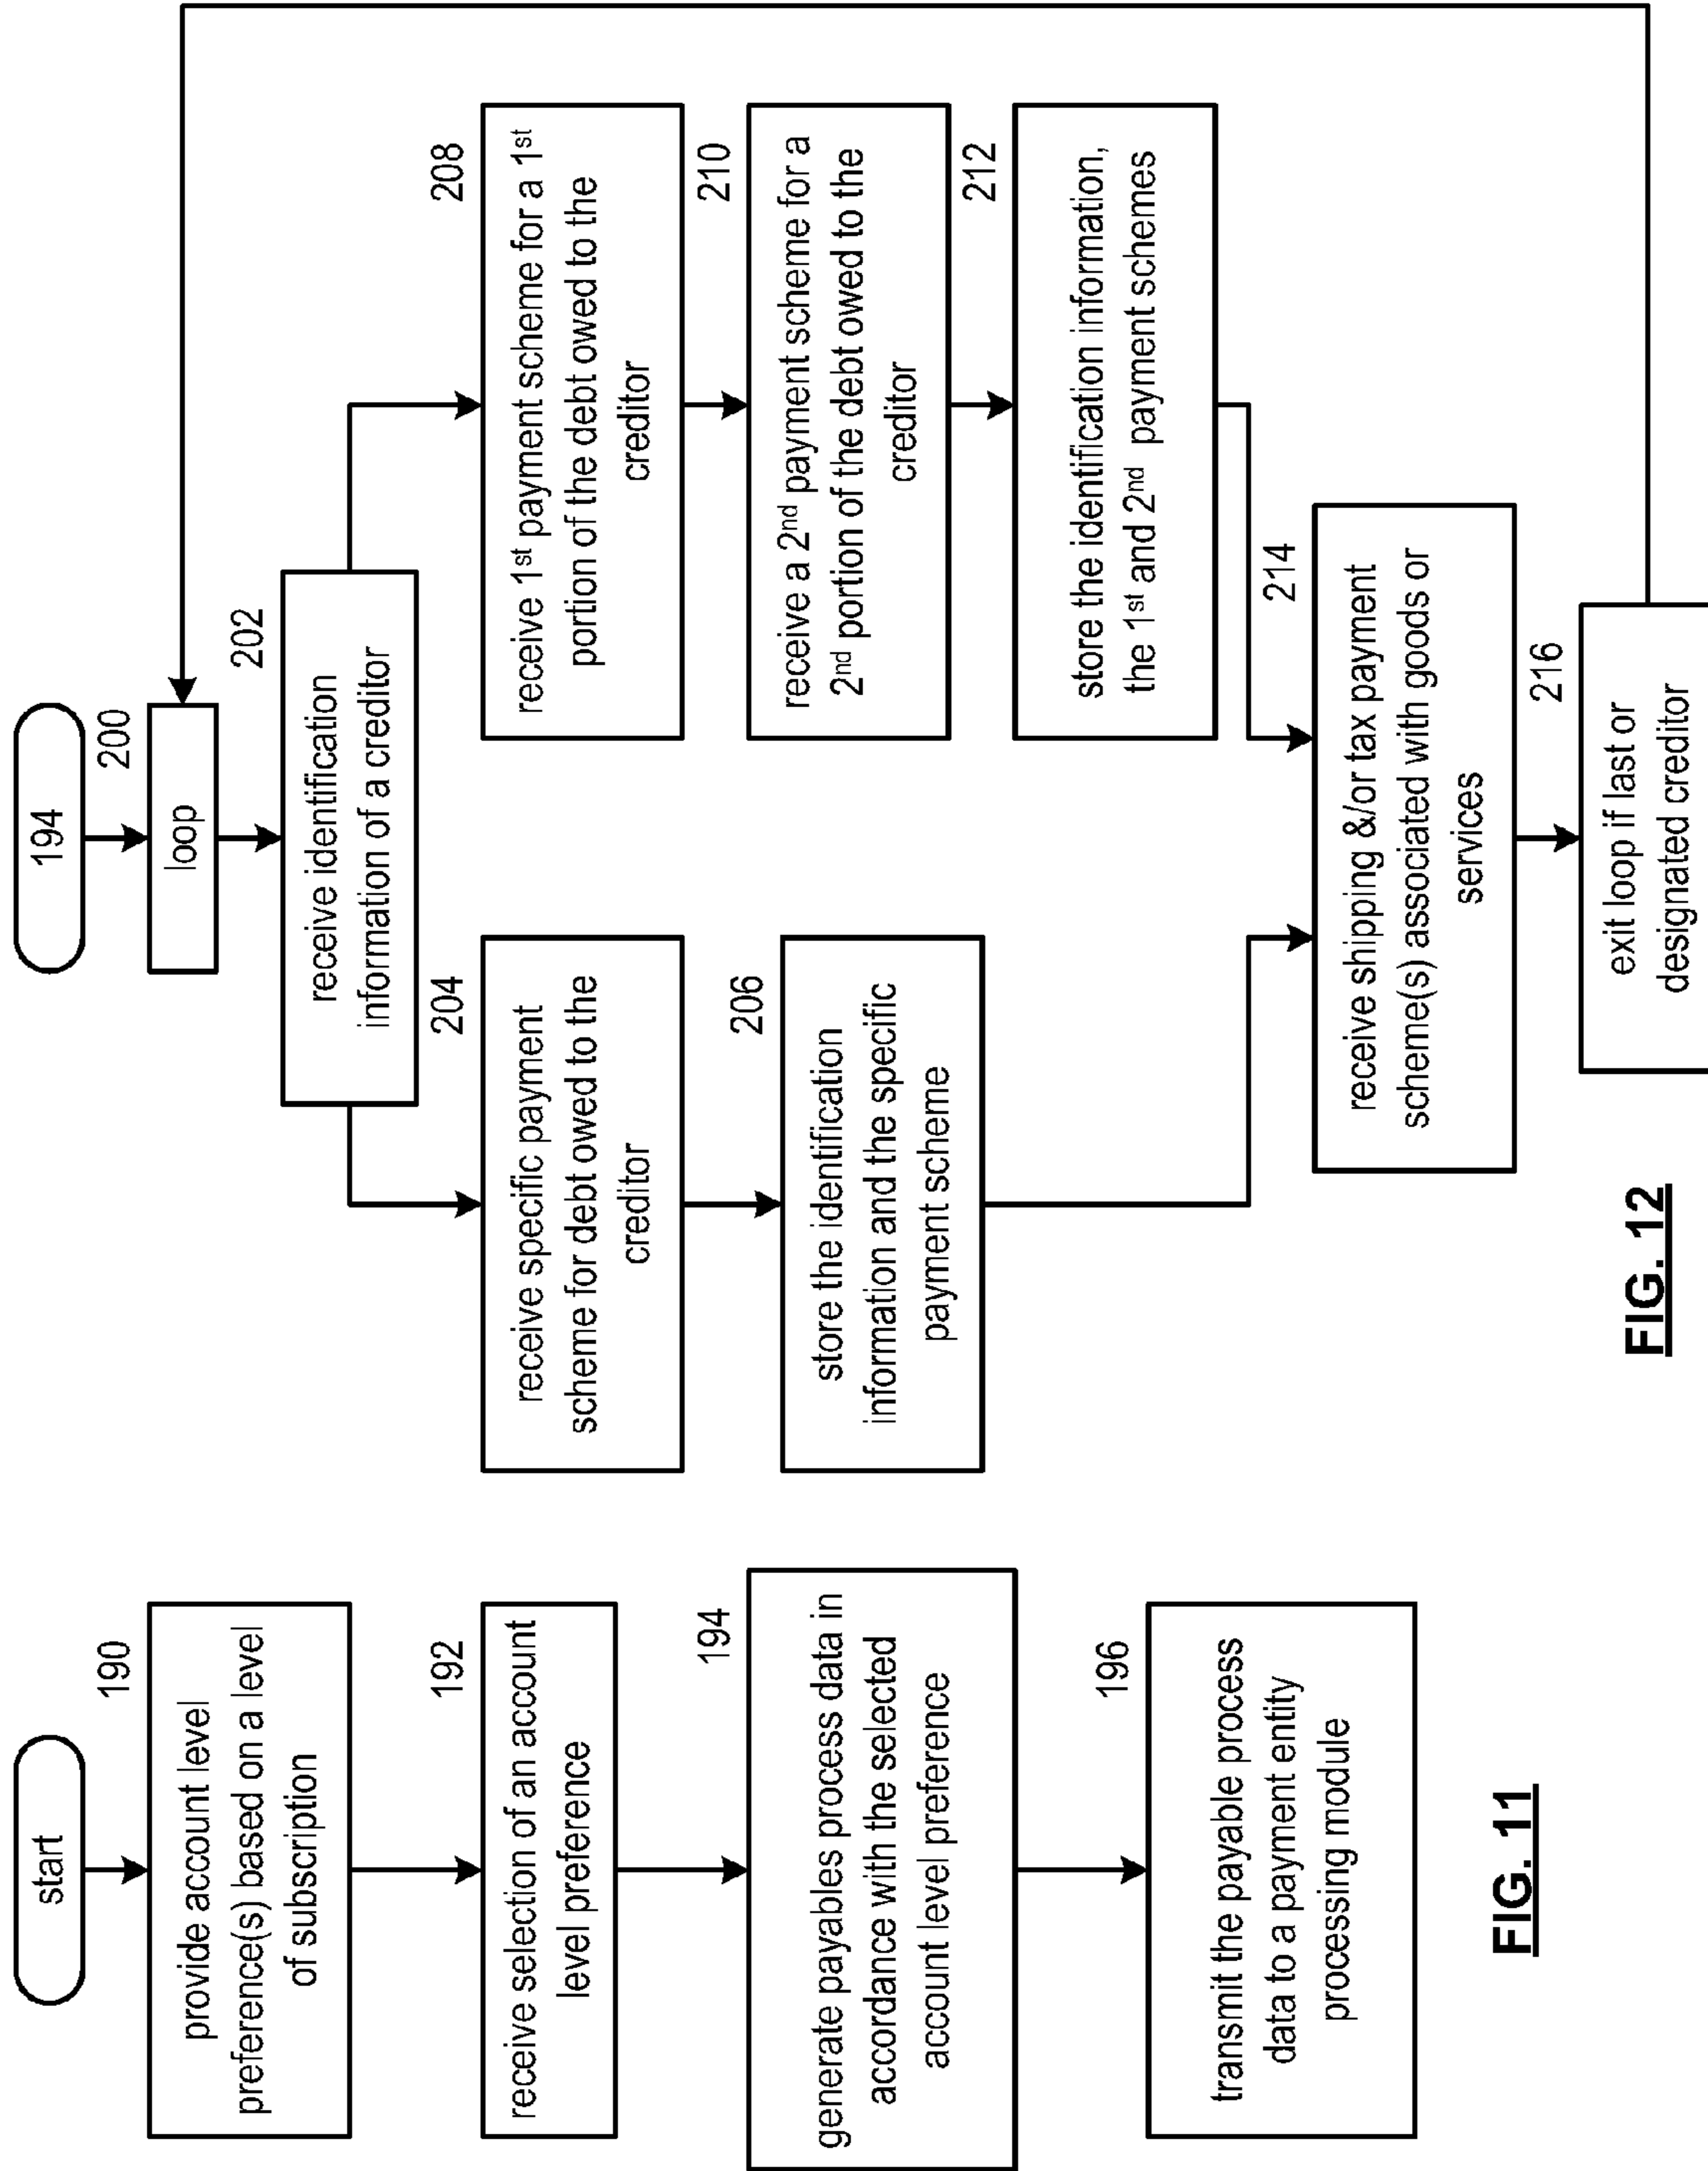 start
190
provide account level
preference(s) based on a level
of subscription
192
receive selection of an account
level preference
194
generate payables process data in
accordance with the selected
account level preference
196
transmit the payable process
data to a payment entity
processing module
FIG. 11
194
200
loop
202
receive identification
information of a creditor
204
receive specific payment
scheme for debt owed to the
creditor
206
store the identification
information and the specific
payment scheme
208
receive 1st payment scheme for a 1st
portion of the debt owed to the
creditor
210
receive a 2nd payment scheme for a
2nd portion of the debt owed to the
creditor
212
store the identification information,
the 1st and 2nd payment schemes
214
receive shipping &/or tax payment
scheme(s) associated with goods or
services
216
exit loop if last or
designated creditor
FIG. 12